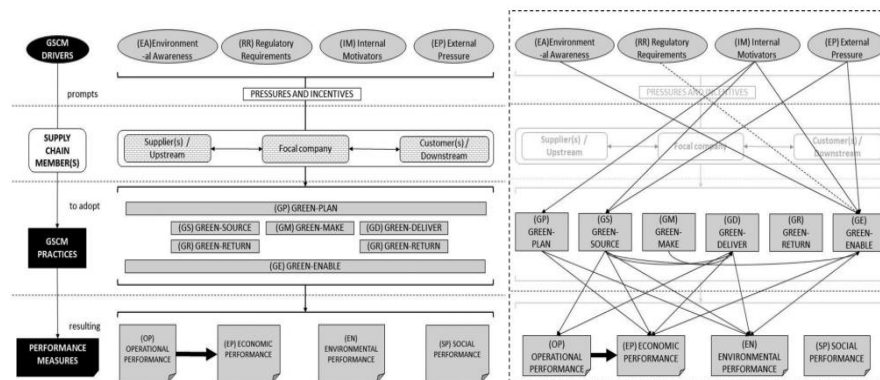 GSCM
DRIVERS
(EA)Environment
-al Awareness
(RR) Regulatory
Requirements
(IM) Internal
Motivators
(EP) External
Pressure
prompts
PRESSURES AND INCENTIVES
SUPPLY
CHAIN
MEMBER(S)
Supplier(s) /
Upstream
Focal company
Customer(s) /
Downstream
to adopt
(GP) GREEN-PLAN
(GS) GREEN-SOURCE
(GM) GREEN-MAKE
(GD) GREEN-DELIVER
(GR) GREEN-RETURN
(GR) GREEN-RETURN
GSCM
PRACTICES
(GE) GREEN-ENABLE
resulting
PERFORMANCE
MEASURES
(OP)
OPERATIONAL
PERFORMANCE
(EP) ECONOMIC
PERFORMANCE
(EN)
ENVIRONMENTAL
PERFORMANCE
(SP) SOCIAL
PERFORMANCE
(EA)Environment
-al Awareness
(RR) Regulatory
Requirements
(IM) Internal
Motivators
(EP) External
Pressure
PRESSURES AND INCENTIVES
Supplier(s) /
Upstream
Focal company
Customer(s) /
Downstream
(GP)
GREEN-
PLAN
(GS)
GREEN-
SOURCE
(GM)
GREEN-
MAKE
(GD)
GREEN-
DELIVER
(GR)
GREEN-
RETURN
(GE)
GREEN-
ENABLE
(OP)
OPERATIONAL
PERFORMANCE
(EP) ECONOMIC
PERFORMANCE
(EN)
ENVIRONMENTAL
PERFORMANCE
(SP) SOCIAL
PERFORMANCE